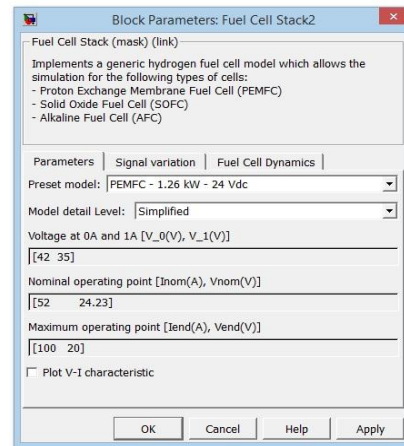 Block Parameters: Fuel Cell Stack2
Fuel Cell Stack (mask) (link)
Implements a generic hydrogen fuel cell model which allows the
simulation for the following types of cells:
- Proton Exchange Membrane Fuel Cell (PEMFC)
- Solid Oxide Fuel Cell (SOFC)
- Alkaline Fuel Cell (AFC)
Parameters Signal variation Fuel Cell Dynamics
Preset model: PEMFC - 1.26 kW - 24 Vdc
Model detail Level: Simplified
Voltage at 0A and 1A [V_0(V), V_1(V)]
[42 35]
Nominal operating point [Inom(A), Vnom(V)]
[52 24.23]
Maximum operating point [Iend(A), Vend(V)]
[100 20]
Plot V-I characteristic
OK Cancel Help Apply